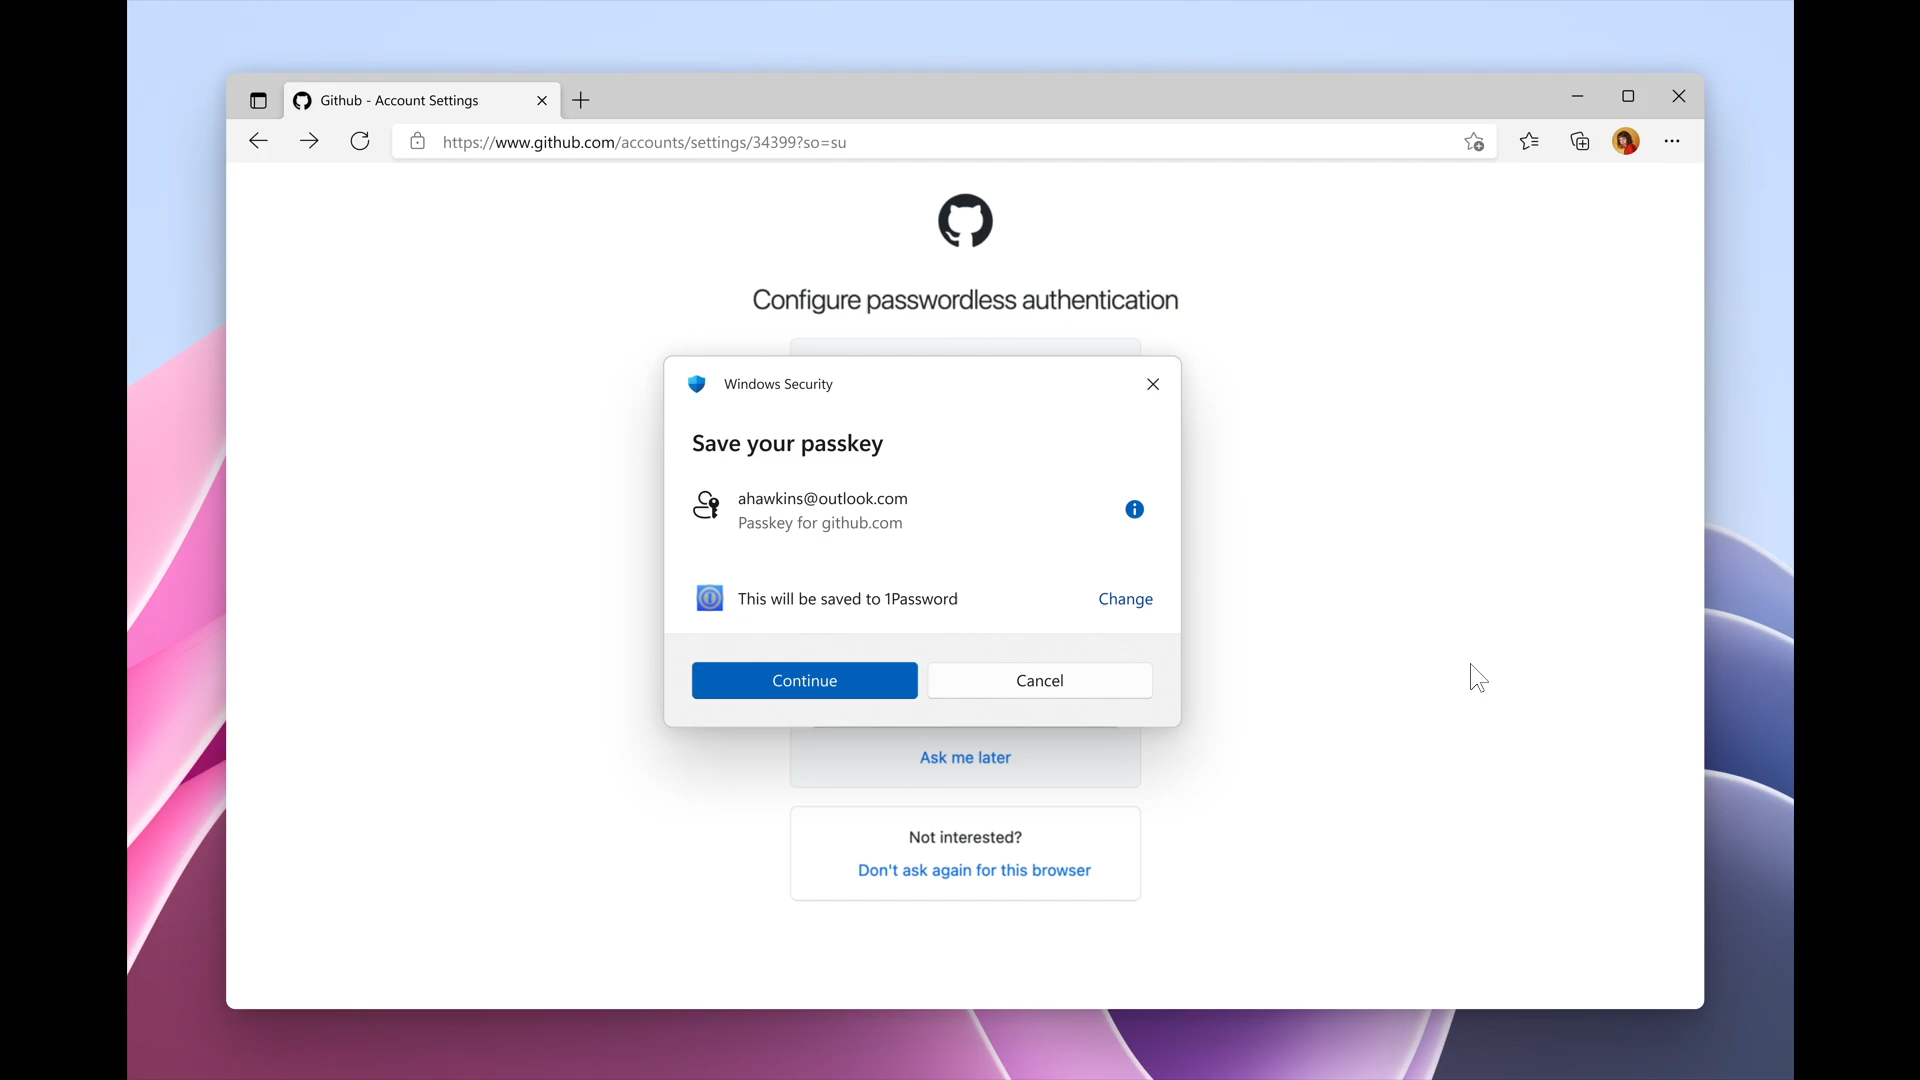 Github - Account Settings
https://www.github.com/accounts/settings/34399?so=su
Configure passwordless authentication
Windows Security
Save your passkey
ahawkins@outlook.com
Passkey for github.com
This will be saved to 1Password
Change
Continue
Cancel
Ask me later
Not interested?
Don't ask again for this browser